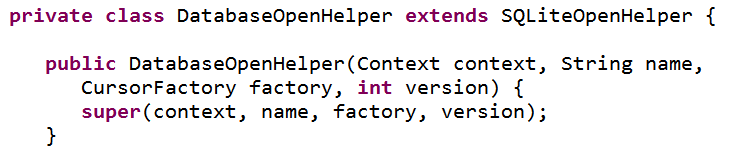 private class DatabaseOpenHelper extends SQLiteOpenHelper {
public DatabaseOpenHelper(Context context, String name,
CursorFactory factory, int version) {
super(context, name, factory, version);
}